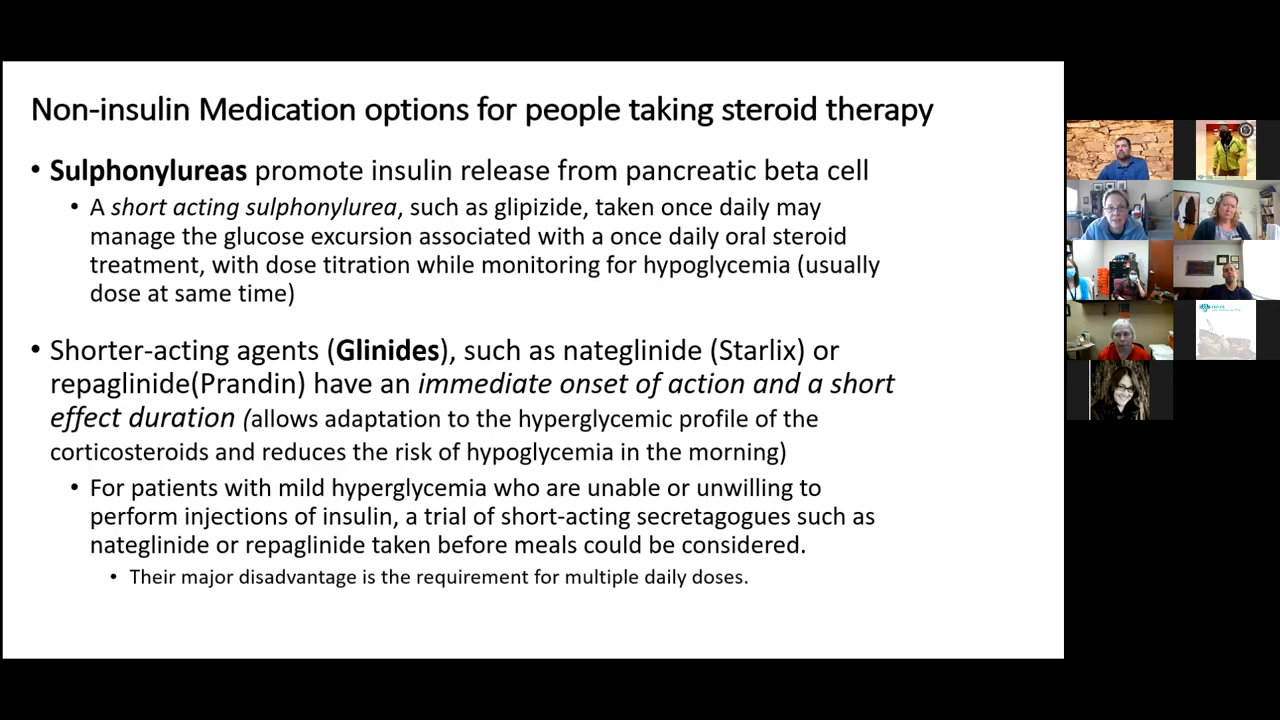 Non-insulin Medication options for people taking steroid therapy
• Sulphonylureas promote insulin release from pancreatic beta cell
• A short acting sulphonylurea, such as glipizide, taken once daily may
manage the glucose excursion associated with a once daily oral steroid
treatment, with dose titration while monitoring for hypoglycemia (usually
dose at same time)
• Shorter-acting agents (Glinides), such as nateglinide (Starlix) or
repaglinide(Prandin) have an immediate onset of action and a short
effect duration (allows adaptation to the hyperglycemic profile of the
corticosteroids and reduces the risk of hypoglycemia in the morning)
• For patients with mild hyperglycemia who are unable or unwilling to
perform injections of insulin, a trial of short-acting secretagogues such as
nateglinide or repaglinide taken before meals could be considered.
• Their major disadvantage is the requirement for multiple daily doses.